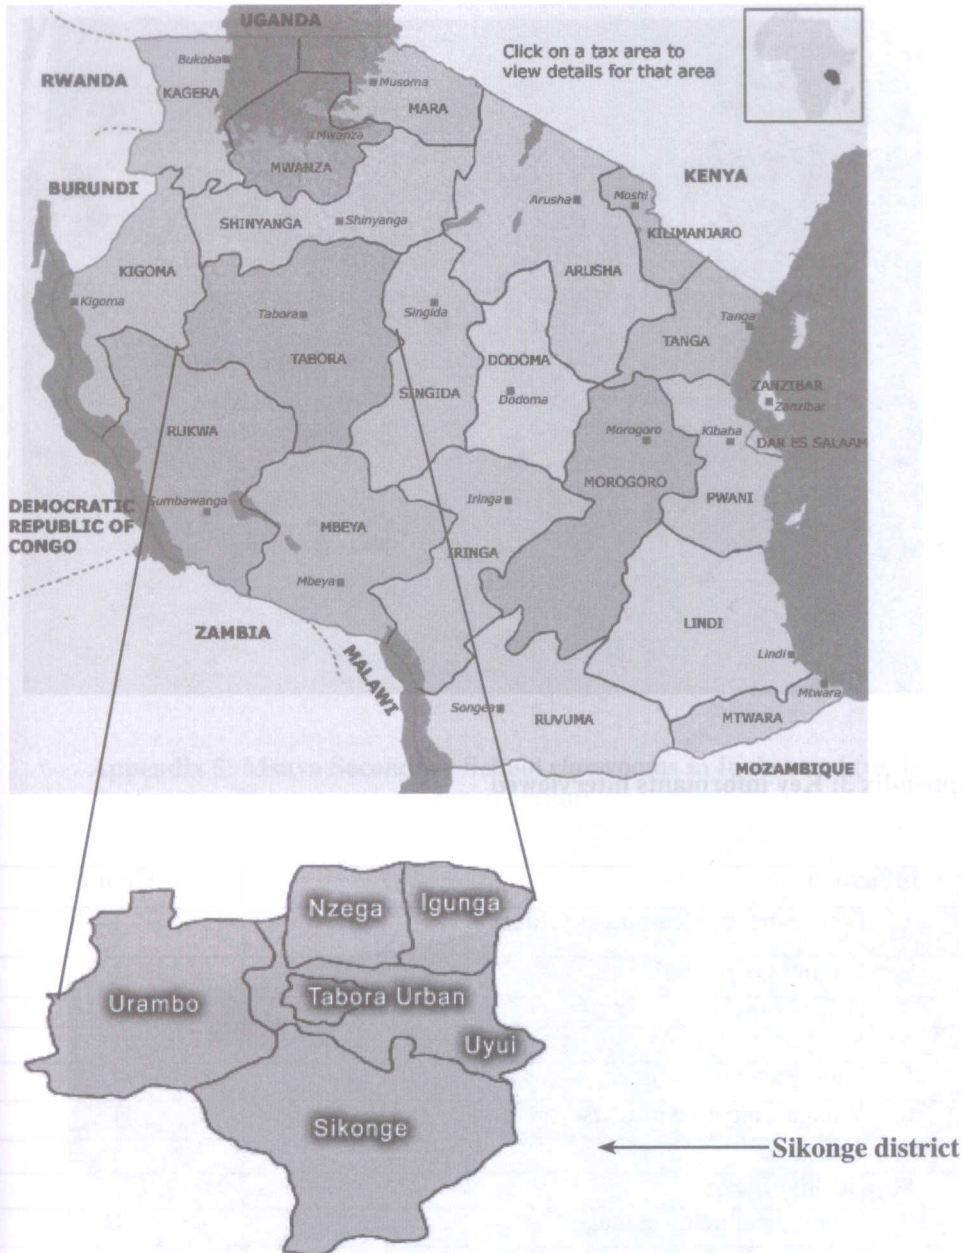 UGANDA
Click on a tax area to
view details for that area
Bukoba
RWANDA
KAGERA
Musoma
MARA
Mwanza
MWANZA
KENYA
BURUNDI
Arusha
Moshi
SHINYANGA
Shinyanga
KILIMANJARO
KIGOMA
ARUSHA
Kigoma
Tabora
Singida
Tanga
TABORA
DODOMA
TANGA
SINGIDA
Dodoma
ZANZIBAR
Zanzibar
RUKWA
Morogoro
Kibaha
DAR ES SALAAM
MOROGORO
PWANI
DEMOCRATIC
REPUBLIC OF
CONGO
Sumbawanga
Iringa
MBEYA
IRINGA
Mbeya
ZAMBIA
LINDI
MALAWI
Lindi
Mtwara
Songea
RUVUMA
MTWARA
MOZAMBIQUE
Nzega
Igunga
Urambo
Tabora Urban
Uyui
Sikonge
Sikonge district